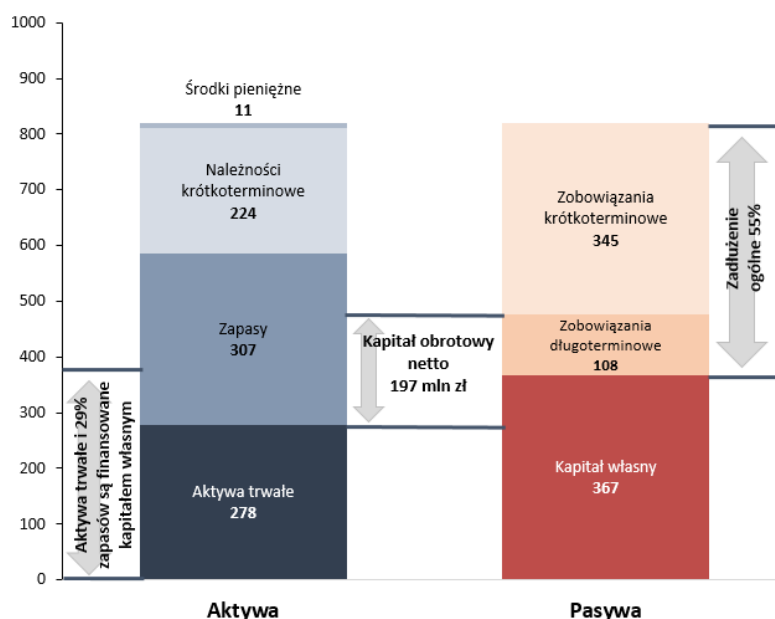 1000
900
800
700
600
500
400
300
200
100
0
Środki pieniężne
11
Należności
krótkoterminowe
224
Zapasy
307
Aktywa trwałe
278
Aktywa trwałe i 29%
zapasów są finansowane
kapitałem własnym
Kapitał obrotowy
netto
197 mln zł
Zobowiązania
krótkoterminowe
345
Zobowiązania
długoterminowe
108
Kapitał własny
367
Zadłużenie
ogólne 55%
Aktywa
Pasywa